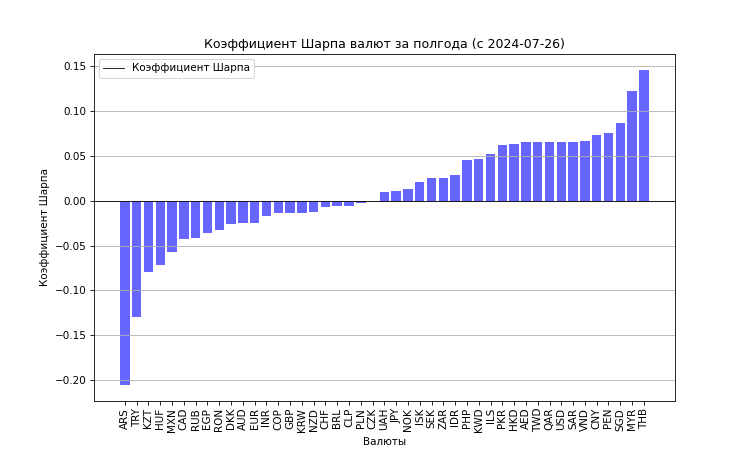 Коэффициент Шарпа валют за полгода (с 2024-07-26)
Коэффициент Шарпа
Коэффициент Шарпа
0.15
0.10
0.05
0.00
−0.05
−0.10
−0.15
−0.20
ARS
TRY
KZT
HUF
MXN
CAD
RUB
EGP
RON
DKK
AUD
EUR
INR
COP
GBP
KRW
NZD
CHF
BRL
CLP
PLN
CZK
UAH
JPY
NOK
ISK
SEK
ZAR
IDR
PHP
KWD
ILS
PKR
HKD
AED
TWD
QAR
USD
SAR
VND
CNY
PEN
SGD
MYR
THB
Валюты